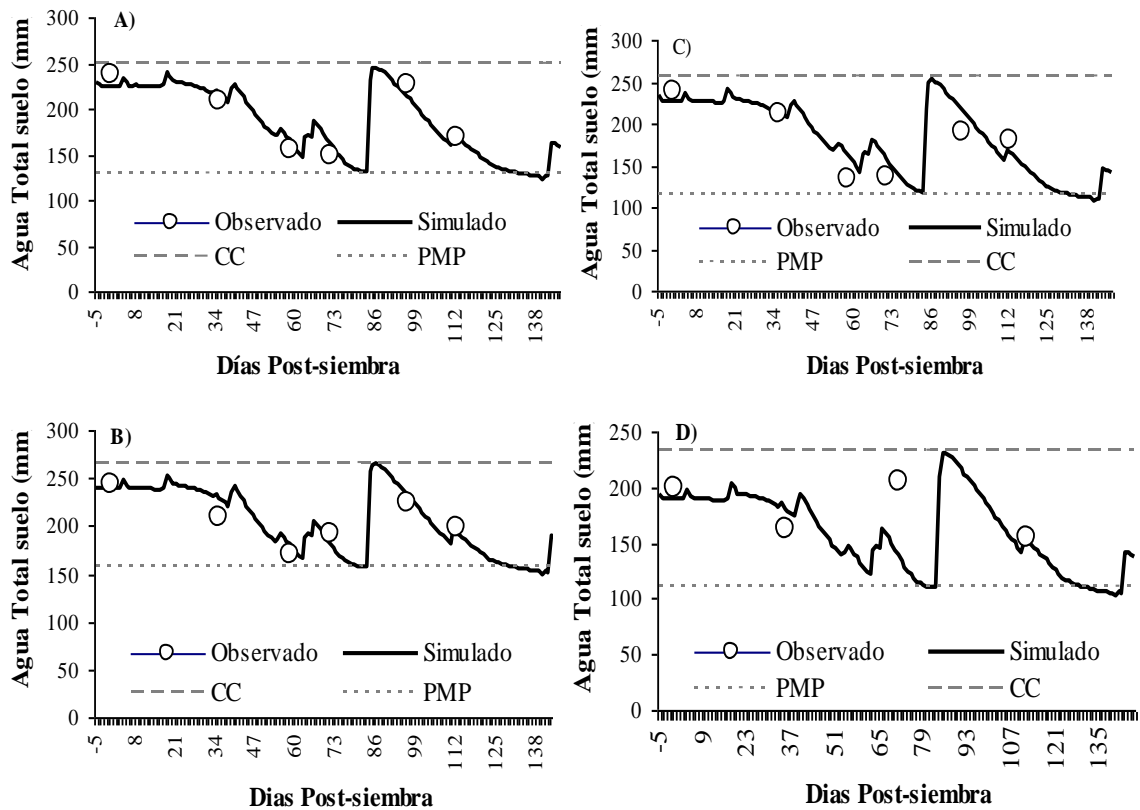 A)
Agua Total suelo (mm
300
250
200
150
100
50
0
Observado Simulado
CC PMP
-5 8 21 34 47 60 73 86 99 112 125 138
Días Post-siembra
C)
Agua Total suelo (mm
300
250
200
150
100
50
0
Observado Simulado
PMP CC
-5 8 21 34 47 60 73 86 99 112 125 138
Dias Post-siembra
B)
Agua Total suelo (mm
300
250
200
150
100
50
0
Observado Simulado
CC PMP
-5 8 21 34 47 60 73 86 99 112 125 138
Dias Post-siembra
D)
Agua Total suelo (mm
250
200
150
100
50
0
Observado Simulado
PMP CC
-5 9 23 37 51 65 79 93 107 121 135
Dias Post-siembra